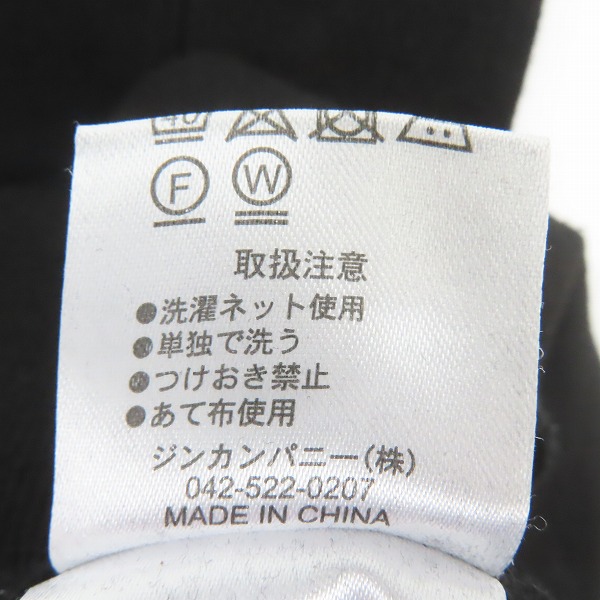 40
F W
取扱注意
●洗濯ネット使用
●単独で洗う
●つけおき禁止
●あて布使用
ジンカンパニー(株)
042-522-0207
MADE IN CHINA